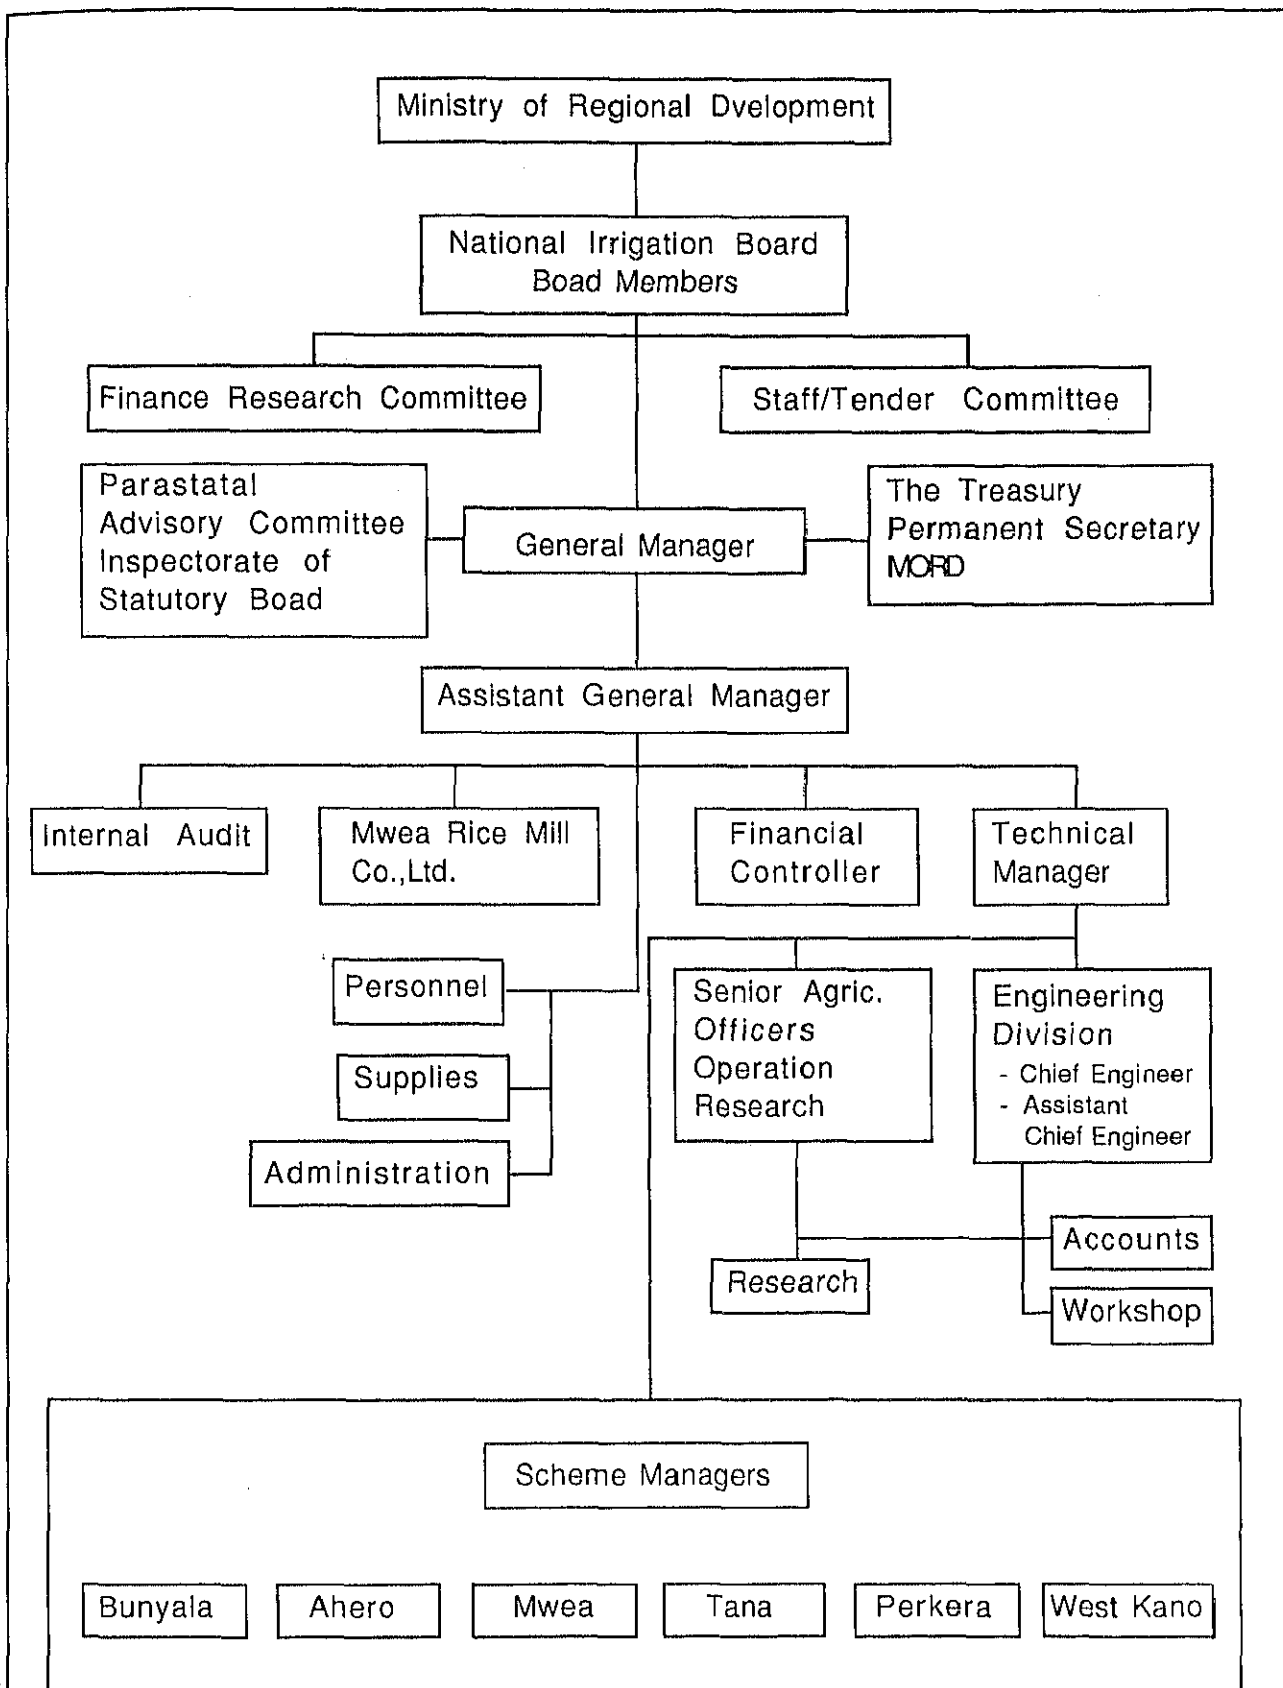 Ministry of Regional Dvelopment
National Irrigation Board
Boad Members
Finance Research Committee
Staff/Tender Committee
Parastatal
Advisory Committee
Inspectorate of
Statutory Boad
General Manager
The Treasury
Permanent Secretary
MORD
Assistant General Manager
Internal Audit
Mwea Rice Mill
Co.,Ltd.
Financial
Controller
Technical
Manager
Personnel
Supplies
Administration
Senior Agric.
Officers
Operation
Research
Engineering
Division
- Chief Engineer
- Assistant
Chief Engineer
Accounts
Research
Workshop
Scheme Managers
Bunyala
Ahero
Mwea
Tana
Perkera
West Kano